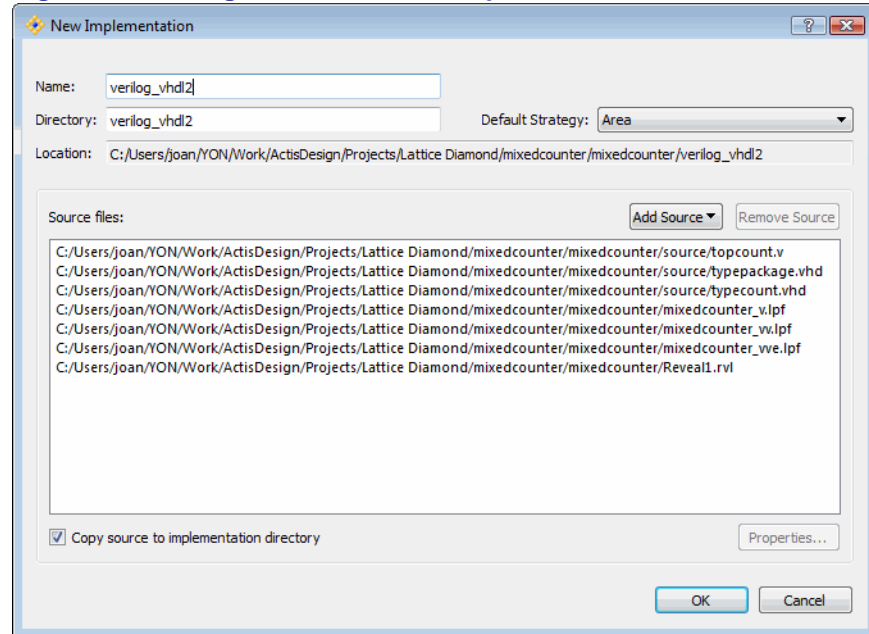 New Implementation
Name: verilog_vhdl2
Directory: verilog_vhdl2 Default Strategy: Area
Location: C:/Users/joan/YON/Work/ActisDesign/Projects/Lattice Diamond/mixedcounter/mixedcounter/verilog_vhdl2
Source files: Add Source Remove Source
C:/Users/joan/YON/Work/ActisDesign/Projects/Lattice Diamond/mixedcounter/mixedcounter/source/topcount.v
C:/Users/joan/YON/Work/ActisDesign/Projects/Lattice Diamond/mixedcounter/mixedcounter/source/typepackage.vhd
C:/Users/joan/YON/Work/ActisDesign/Projects/Lattice Diamond/mixedcounter/mixedcounter/source/typecount.vhd
C:/Users/joan/YON/Work/ActisDesign/Projects/Lattice Diamond/mixedcounter/mixedcounter/mixedcounter_v.lpf
C:/Users/joan/YON/Work/ActisDesign/Projects/Lattice Diamond/mixedcounter/mixedcounter/mixedcounter_vv.lpf
C:/Users/joan/YON/Work/ActisDesign/Projects/Lattice Diamond/mixedcounter/mixedcounter/mixedcounter_vve.lpf
C:/Users/joan/YON/Work/ActisDesign/Projects/Lattice Diamond/mixedcounter/mixedcounter/Reveal1.rvl
Copy source to implementation directory Properties...
OK Cancel